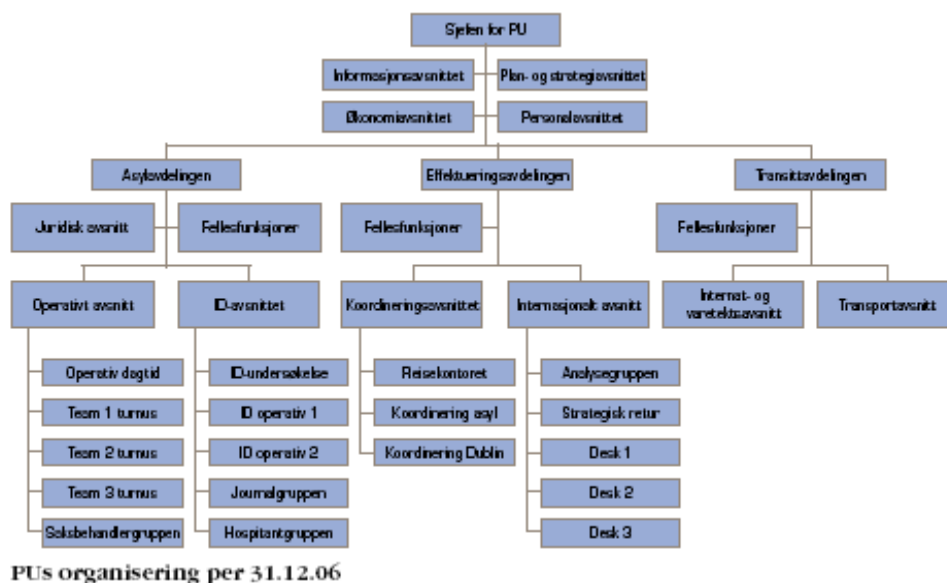 Sjefen for PU
Informasjonsavsnittet
Plan- og strategiavsnittet
Økonomiavsnittet
Personalavsnittet
Asylavdelingen
Effektueringsavdelingen
Transittavdelingen
Juridisk avsnitt
Fellesfunksjoner
Fellesfunksjoner
Fellesfunksjoner
Operativt avsnitt
ID-avsnittet
Koordineringsavsnittet
Internasjonalt avsnitt
Internat- og
varetektsavsnitt
Transportavsnitt
Operativ dagtid
Team 1 turnus
Team 2 turnus
Team 3 turnus
Saksbehandlergruppen
ID-undersøkelse
ID operativ 1
ID operativ 2
Journalgruppen
Hospitantgruppen
Reisekontoret
Koordinering asyl
Koordinering Dublin
Analysegruppen
Strategisk retur
Desk 1
Desk 2
Desk 3
PUs organisering per 31.12.06